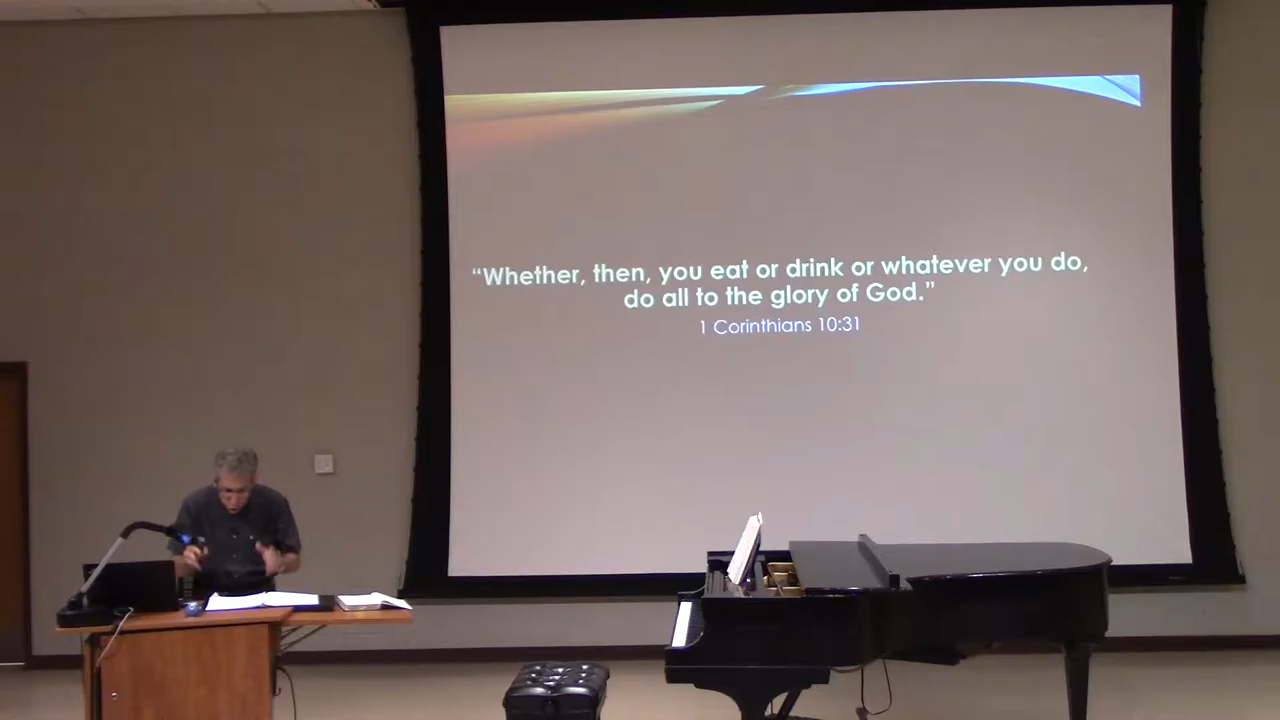 “Whether, then, you eat or drink or whatever you do,
do all to the glory of God.”
1 Corinthians 10:31